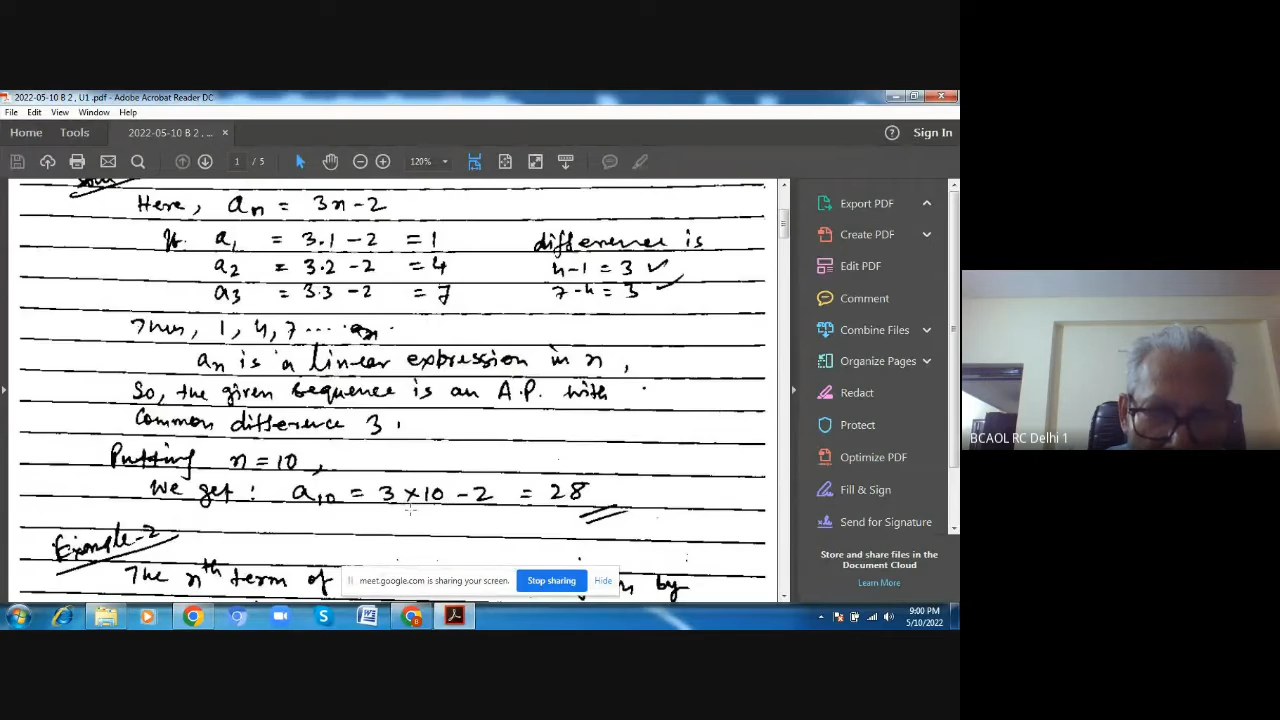 2022-05-10 B 2 , U1 .pdf - Adobe Acrobat Reader DC
File Edit View Window Help
Home Tools 2022-05-10 B 2 , ... × Sign In
1 / 5 120%
Here, an = 3n-2
If a1 = 3.1-2 = 1 difference is
a2 = 3.2-2 = 4 4-1 = 3 ✓
a3 = 3.3-2 = 7 7-4 = 3 ✓
Thus, 1, 4, 7 ..... an.
an is a linear expression in n,
So, the given sequence is an A.P. with
Common difference 3.
Putting n=10,
We get: a10 = 3×10-2 = 28
Example-2
The nth term of by
meet.google.com is sharing your screen. Stop sharing Hide
Export PDF
Create PDF
Edit PDF
Comment
Combine Files
Organize Pages
Redact
Protect
Optimize PDF
Fill & Sign
Send for Signature
Store and share files in the
Document Cloud
Learn More
9:00 PM
5/10/2022
BCAOL RC Delhi 1